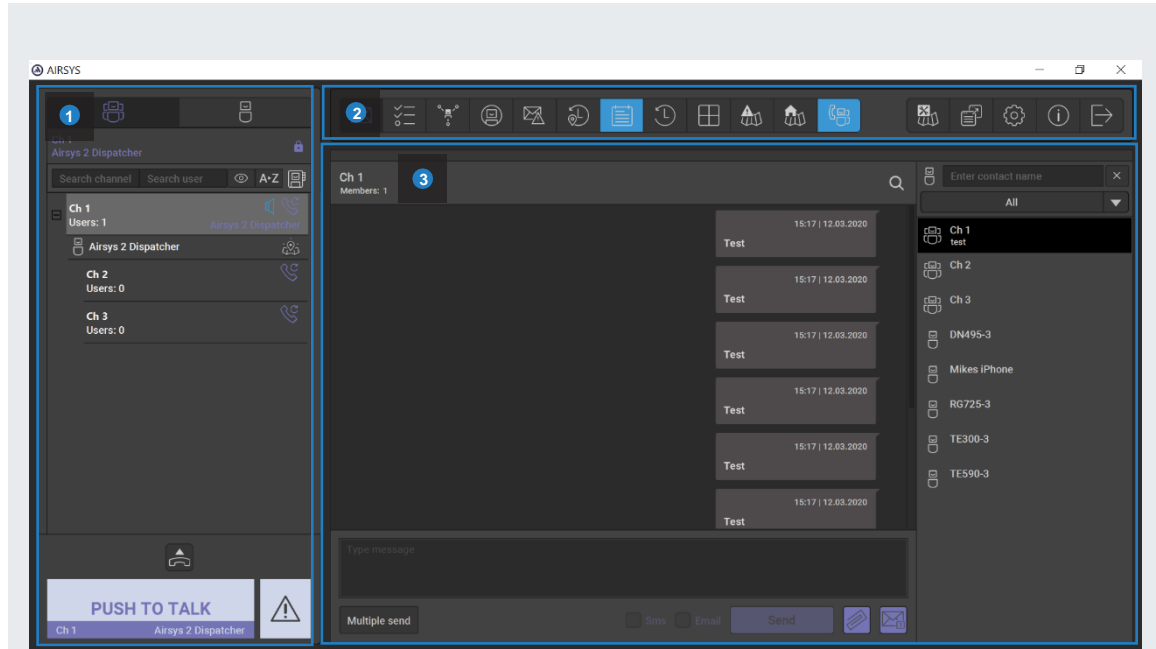 AIRSYS
1
2
Ch 1
Airsys 2 Dispatcher
Search channel Search user A-Z
Ch 1
Users: 1 Airsys 2 Dispatcher
Airsys 2 Dispatcher
Ch 2
Users: 0
Ch 3
Users: 0
PUSH TO TALK
Ch 1 Airsys 2 Dispatcher
Ch 1
Members: 1
3
15:17 | 12.03.2020
Test
15:17 | 12.03.2020
Test
15:17 | 12.03.2020
Test
15:17 | 12.03.2020
Test
15:17 | 12.03.2020
Test
15:17 | 12.03.2020
Test
Type message
Multiple send Sms Email Send
Enter contact name
All
Ch 1
test
Ch 2
Ch 3
DN495-3
Mikes iPhone
RG725-3
TE300-3
TE590-3